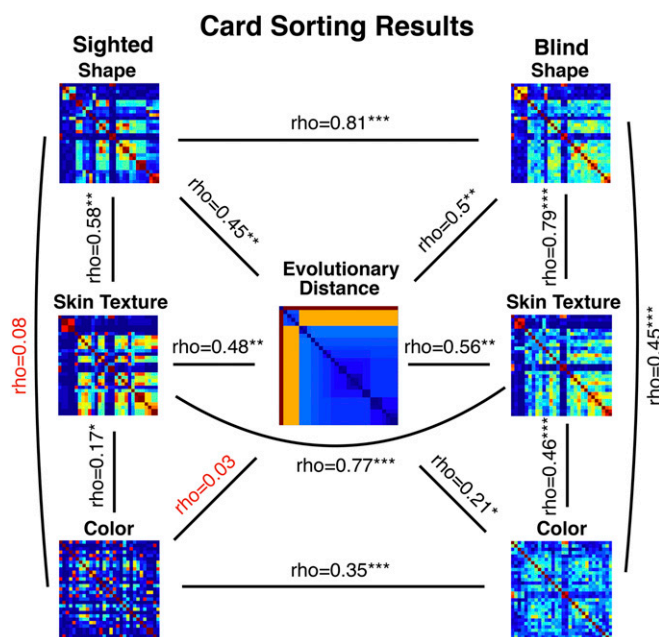 Card Sorting Results
Sighted
Blind
Shape
Shape
rho=0.81***
rho=0.58**
rho=0.45**
rho=0.5**
rho=0.79***
Evolutionary
Distance
Skin Texture
Skin Texture
rho=0.08
rho=0.48**
rho=0.56**
rho=0.45***
rho=0.17*
rho=0.03
rho=0.77***
rho=0.21*
rho=0.46***
Color
Color
rho=0.35***